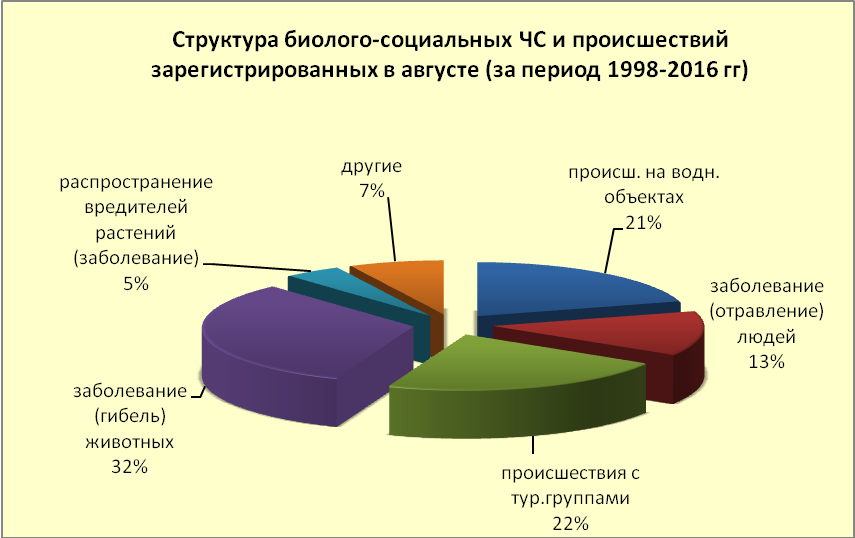 Структура биолого-социальных ЧС и происшествий
зарегистрированных в августе (за период 1998-2016 гг)
другие
7%
происш. на водн.
объектах
21%
распространение
вредителей
растений
(заболевание)
5%
заболевание
(отравление)
людей
13%
заболевание
(гибель)
животных
32%
происшествия с
тур.группами
22%